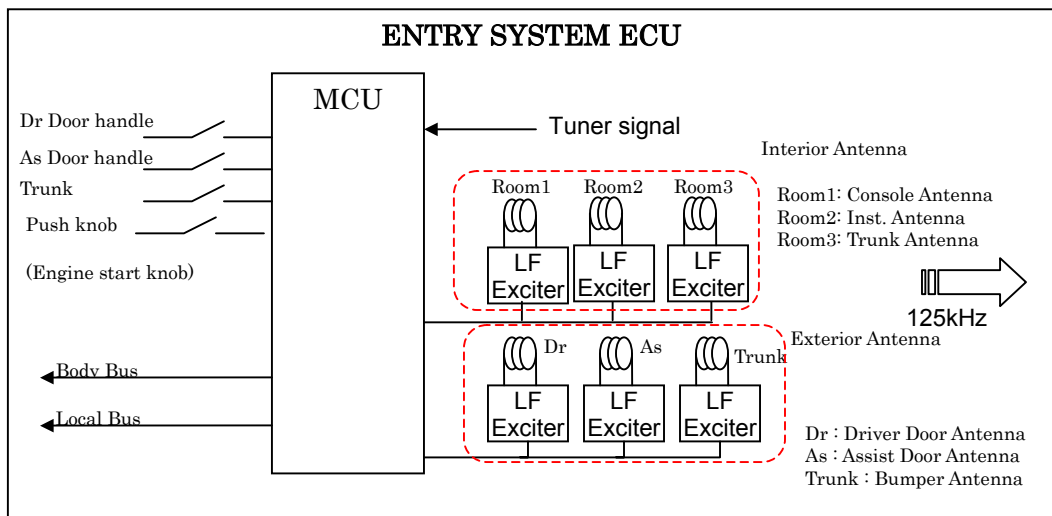 ENTRY SYSTEM ECU
MCU
Dr Door handle
As Door handle
Trunk
Push knob
(Engine start knob)
Body Bus
Local Bus
Tuner signal
Interior Antenna
Room1
Room2
Room3
LF
Exciter
LF
Exciter
LF
Exciter
Room1: Console Antenna
Room2: Inst. Antenna
Room3: Trunk Antenna
125kHz
Exterior Antenna
Dr
As
Trunk
LF
Exciter
LF
Exciter
LF
Exciter
Dr : Driver Door Antenna
As : Assist Door Antenna
Trunk : Bumper Antenna